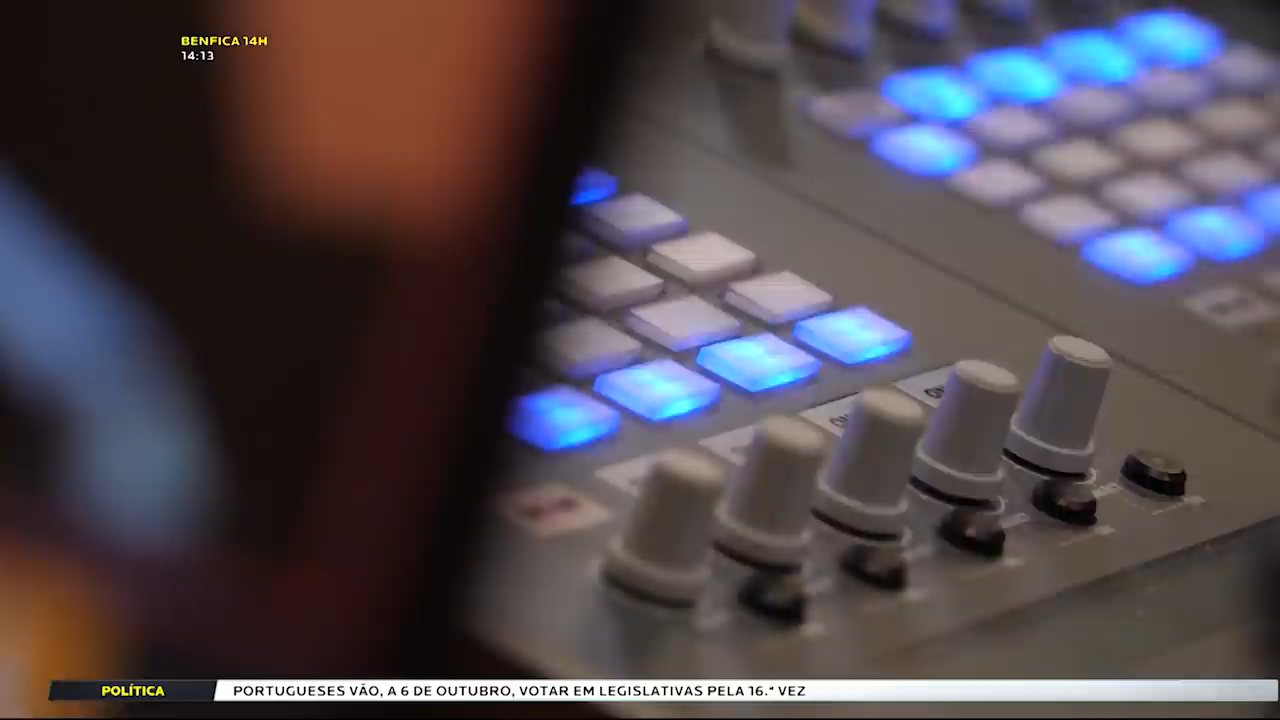 BENFICA 14H
14:13
POLÍTICA
PORTUGUESES VÃO, A 6 DE OUTUBRO, VOTAR EM LEGISLATIVAS PELA 16.ª VEZ